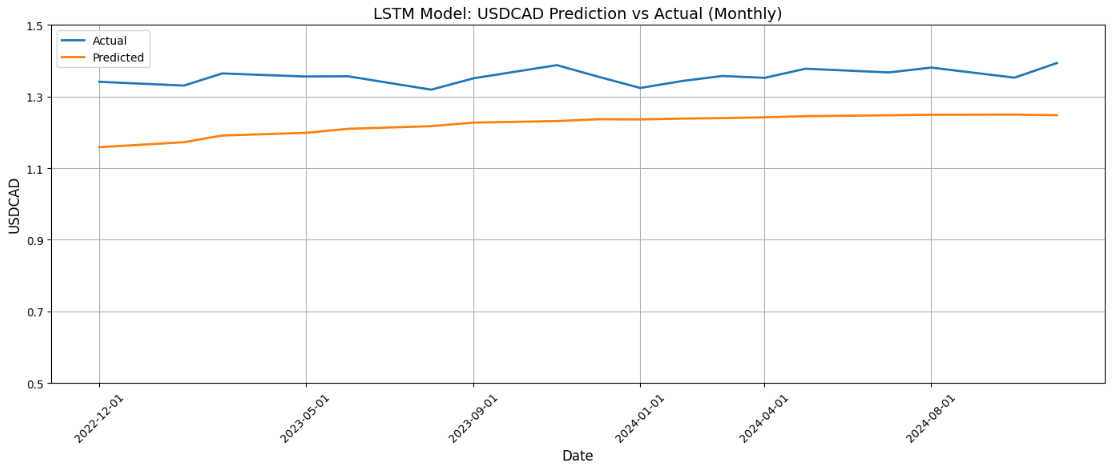 LSTM Model: USDCAD Prediction vs Actual (Monthly)
Actual
Predicted
USDCAD
1.5
1.3
1.1
0.9
0.7
0.5
2022-12-01
2023-05-01
2023-09-01
2024-01-01
2024-04-01
2024-08-01
Date